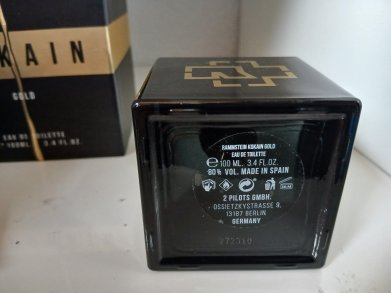 KAIN
GOLD
EAU DE TOILETTE
100ML 3.4 FL.OZ.
RAMMSTEIN KOKAIN GOLD
EAU DE TOILETTE
℮100 ML. 3.4 FL.OZ.
80% VOL. MADE IN SPAIN
2 PILOTS GMBH.
OSSIETZKYSTRASSE 9,
13187 BERLIN
GERMANY
272310